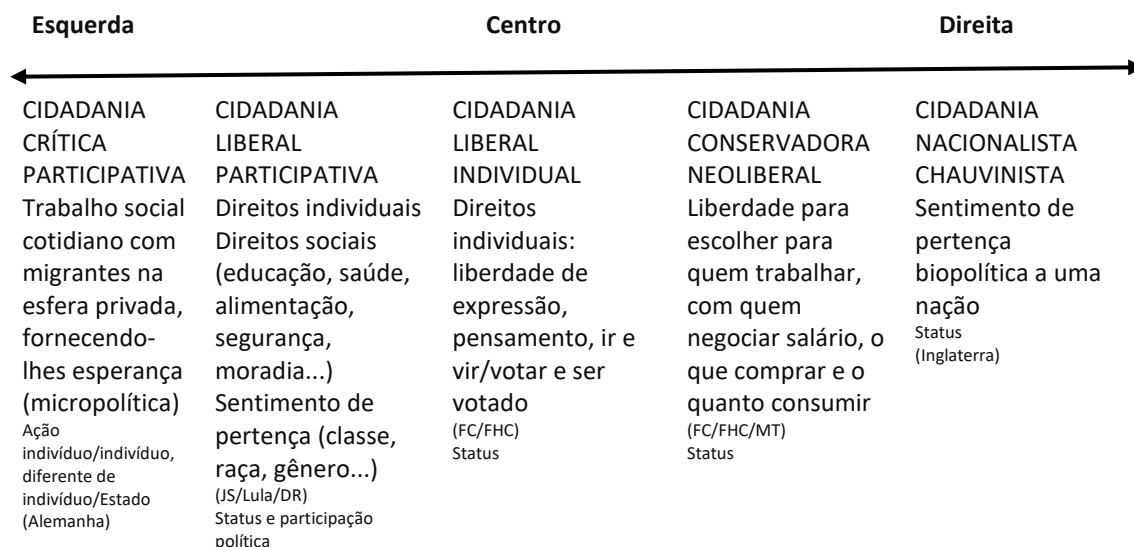 Esquerda
Centro
Direita
CIDADANIA
CRÍTICA
PARTICIPATIVA
Trabalho social
cotidiano com
migrantes na
esfera privada,
fornecendo-
lhes esperança
(micropolítica)
Ação
indivíduo/indivíduo,
diferente de
indivíduo/Estado
(Alemanha)
CIDADANIA
LIBERAL
PARTICIPATIVA
Direitos individuais
Direitos sociais
(educação, saúde,
alimentação,
segurança,
moradia...)
Sentimento de
pertença (classe,
raça, gênero...)
(JS/Lula/DR)
Status e participação
política
CIDADANIA
LIBERAL
INDIVIDUAL
Direitos
individuais:
liberdade de
expressão,
pensamento, ir e
vir/votar e ser
votado
(FC/FHC)
Status
CIDADANIA
CONSERVADORA
NEOLIBERAL
Liberdade para
escolher para
quem trabalhar,
com quem
negociar salário, o
que comprar e o
quanto consumir
(FC/FHC/MT)
Status
CIDADANIA
NACIONALISTA
CHAUVINISTA
Sentimento de
pertença
biopolítica a uma
nação
Status
(Inglaterra)